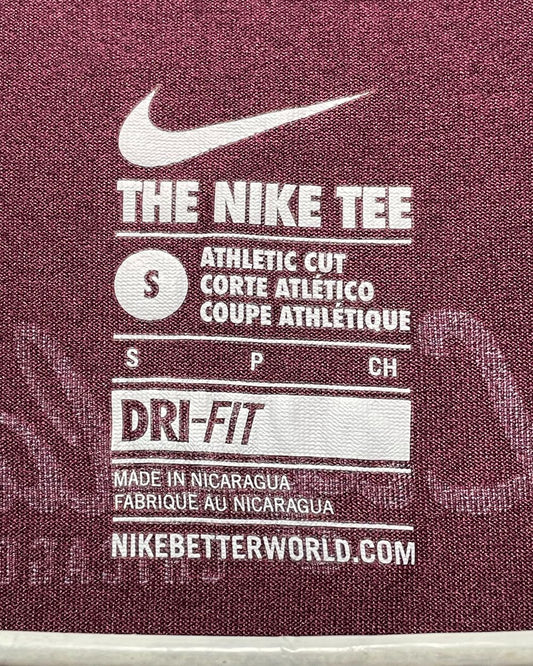 THE NIKE TEE
S
ATHLETIC CUT
CORTE ATLÉTICO
COUPE ATHLÉTIQUE
S P CH
DRI-FIT
MADE IN NICARAGUA
FABRIQUE AU NICARAGUA
NIKEBETTERWORLD.COM